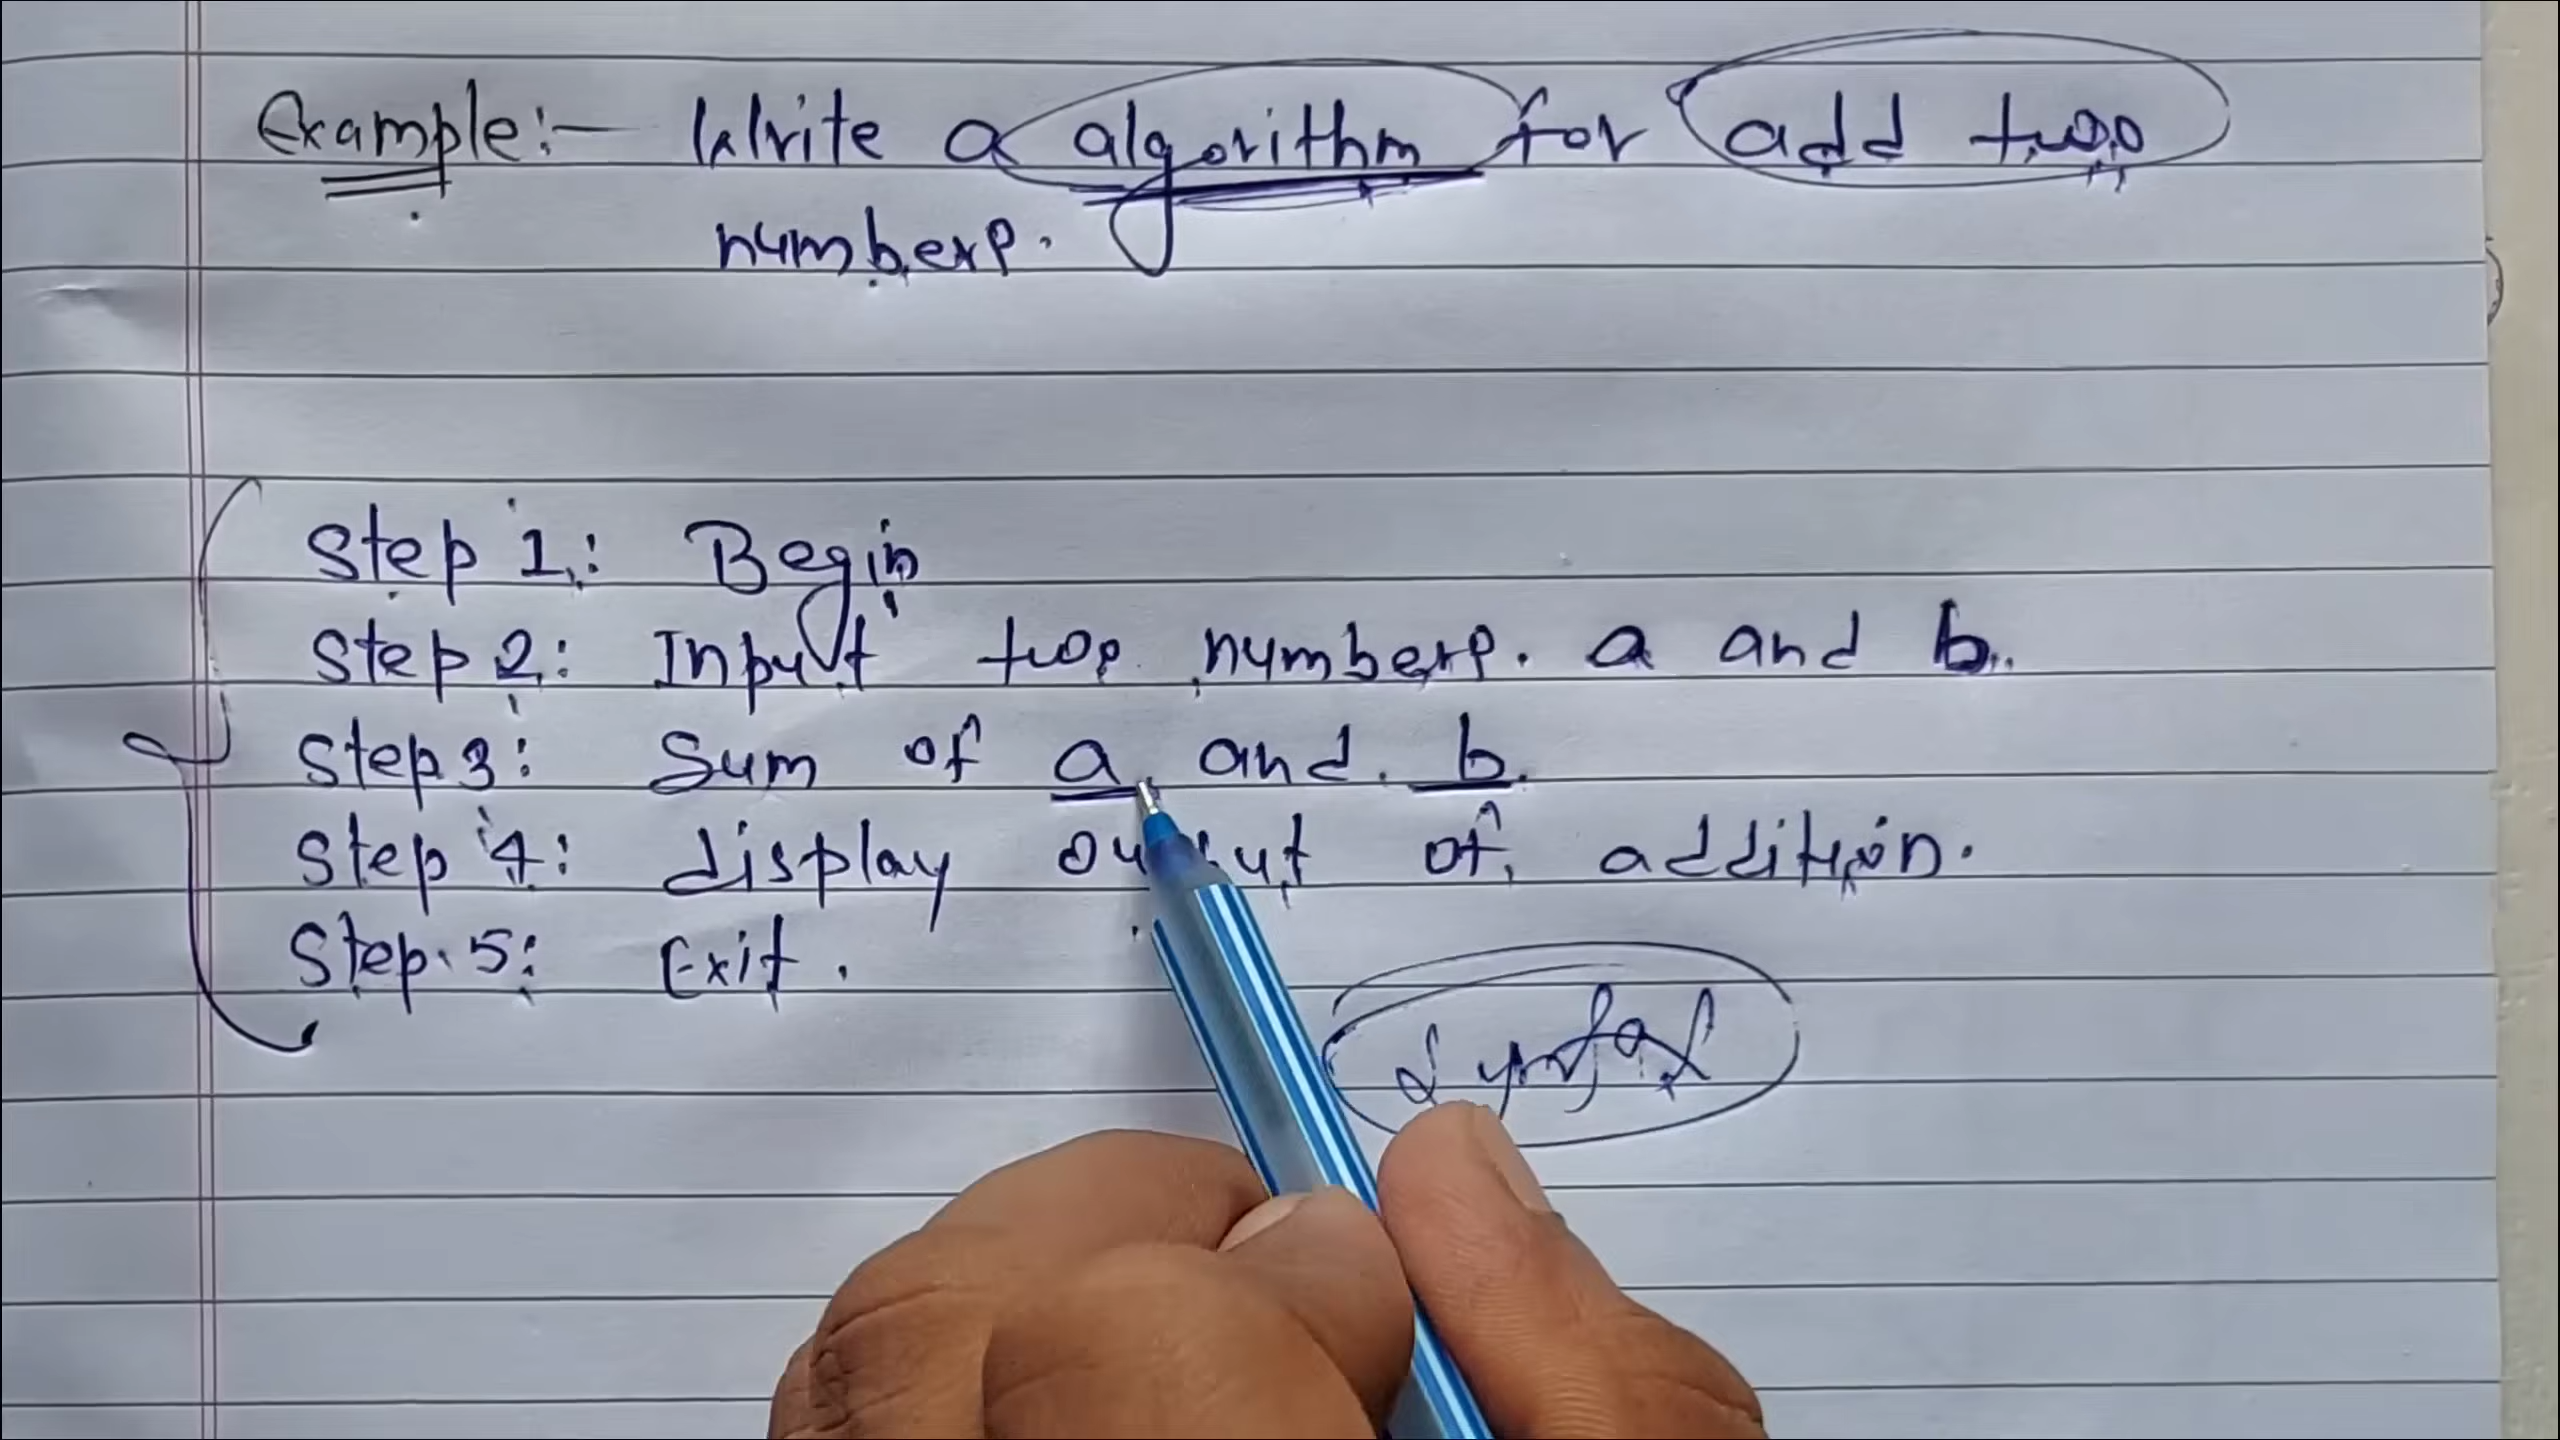 Example:- Write a algorithm for add two
numbers.
Step 1: Begin
Step 2: Input two numbers. a and b.
Step 3: Sum of a and b.
Step 4: display output of addition.
Step 5: Exit.
Syntax